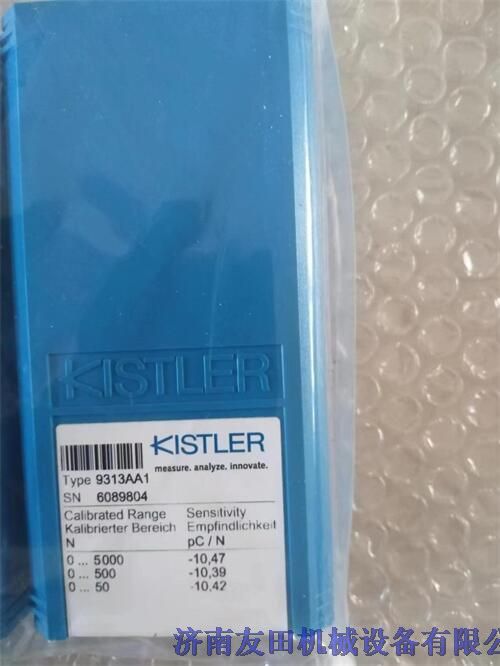 KISTLER
KISTLER
measure. analyze. innovate.
Type 9313AA1
SN 6089804
Calibrated Range Sensitivity
Kalibrierter Bereich Empfindlichkeit
N pC / N
0 ... 5000 -10,47
0 ... 500 -10,39
0 ... 50 -10,42
济南友田机械设备有限公